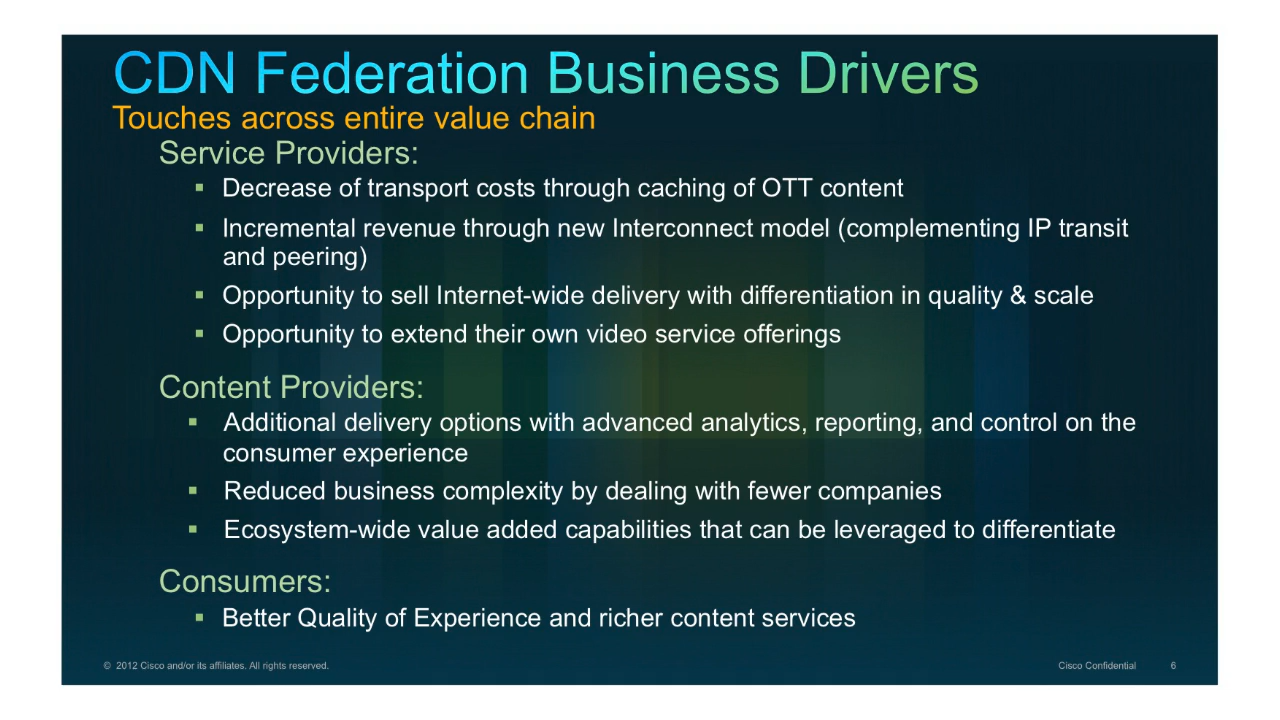 CDN Federation Business Drivers
Touches across entire value chain
Service Providers:
▪ Decrease of transport costs through caching of OTT content
▪ Incremental revenue through new Interconnect model (complementing IP transit
and peering)
▪ Opportunity to sell Internet-wide delivery with differentiation in quality & scale
▪ Opportunity to extend their own video service offerings
Content Providers:
▪ Additional delivery options with advanced analytics, reporting, and control on the
consumer experience
▪ Reduced business complexity by dealing with fewer companies
▪ Ecosystem-wide value added capabilities that can be leveraged to differentiate
Consumers:
▪ Better Quality of Experience and richer content services
© 2012 Cisco and/or its affiliates. All rights reserved. Cisco Confidential 6